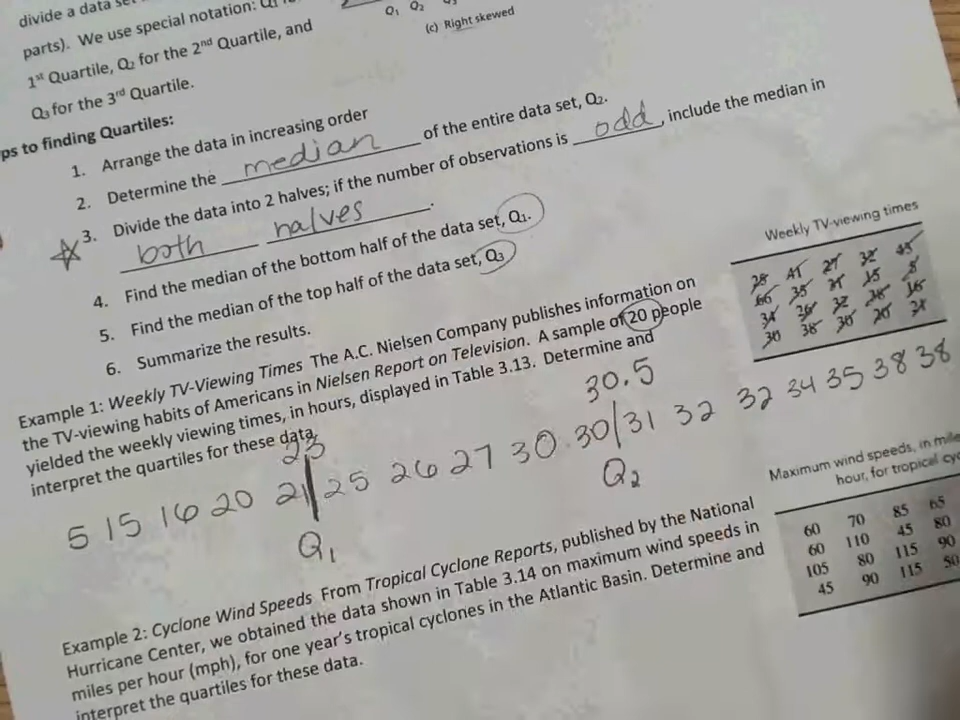 divide a data set
parts). We use special notation: Q1
1st Quartile, Q2 for the 2nd Quartile, and
Q3 for the 3rd Quartile.
Q1 Q2 Q3
(c) Right skewed
ps to finding Quartiles:
1. Arrange the data in increasing order
2. Determine the median of the entire data set, Q2.
3. Divide the data into 2 halves; if the number of observations is odd, include the median in
both halves.
4. Find the median of the bottom half of the data set, Q1.
5. Find the median of the top half of the data set, Q3
6. Summarize the results.
Example 1: Weekly TV-Viewing Times The A.C. Nielsen Company publishes information on
the TV-viewing habits of Americans in Nielsen Report on Television. A sample of 20 people
yielded the weekly viewing times, in hours, displayed in Table 3.13. Determine and
interpret the quartiles for these data.
Weekly TV-viewing times
23
30.5
5 15 16 20 21 25 26 27 30 30 31 32 32 34 35 38 38
Q1
Q2
Example 2: Cyclone Wind Speeds From Tropical Cyclone Reports, published by the National
Hurricane Center, we obtained the data shown in Table 3.14 on maximum wind speeds in
miles per hour (mph), for one year's tropical cyclones in the Atlantic Basin. Determine and
interpret the quartiles for these data.
Maximum wind speeds, in mile
hour, for tropical cyc
60 70 85 65
60 110 45 80
105 80 115 90
45 90 115 50